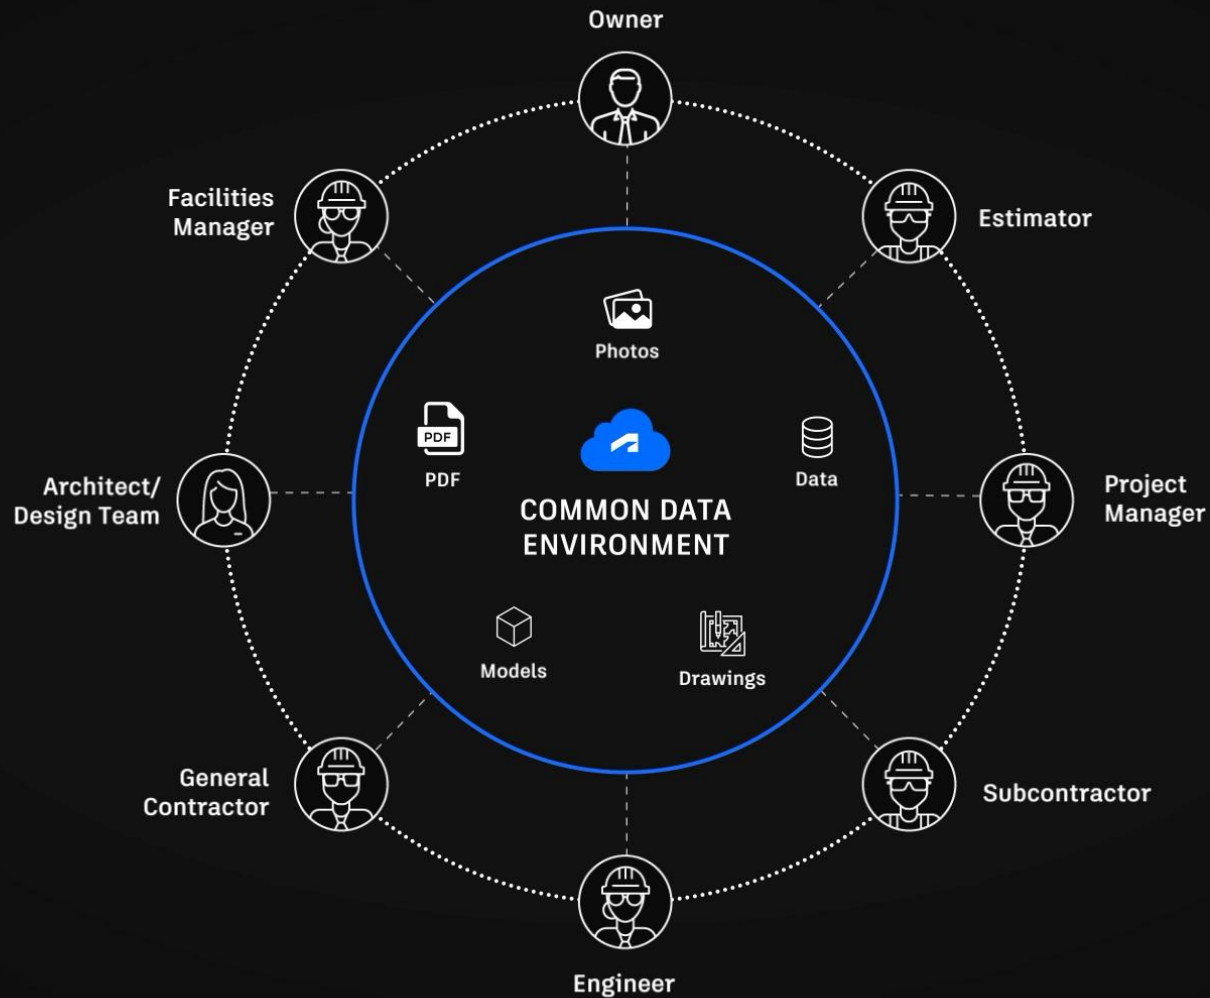 Owner
Facilities
Manager
Estimator
Photos
PDF
PDF
Data
COMMON DATA
ENVIRONMENT
Architect/
Design Team
Project
Manager
Models
Drawings
General
Contractor
Subcontractor
Engineer